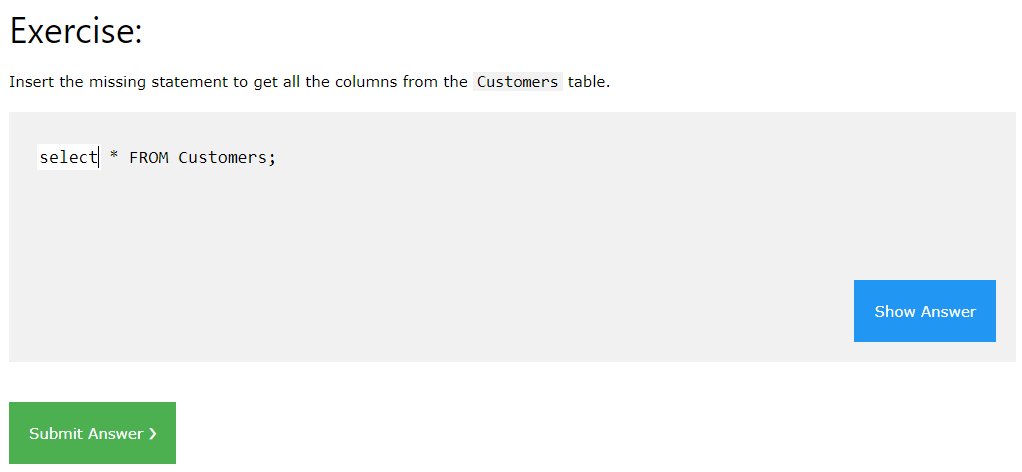 Exercise:
Insert the missing statement to get all the columns from the Customers table.
select * FROM Customers;
Show Answer
Submit Answer ❯